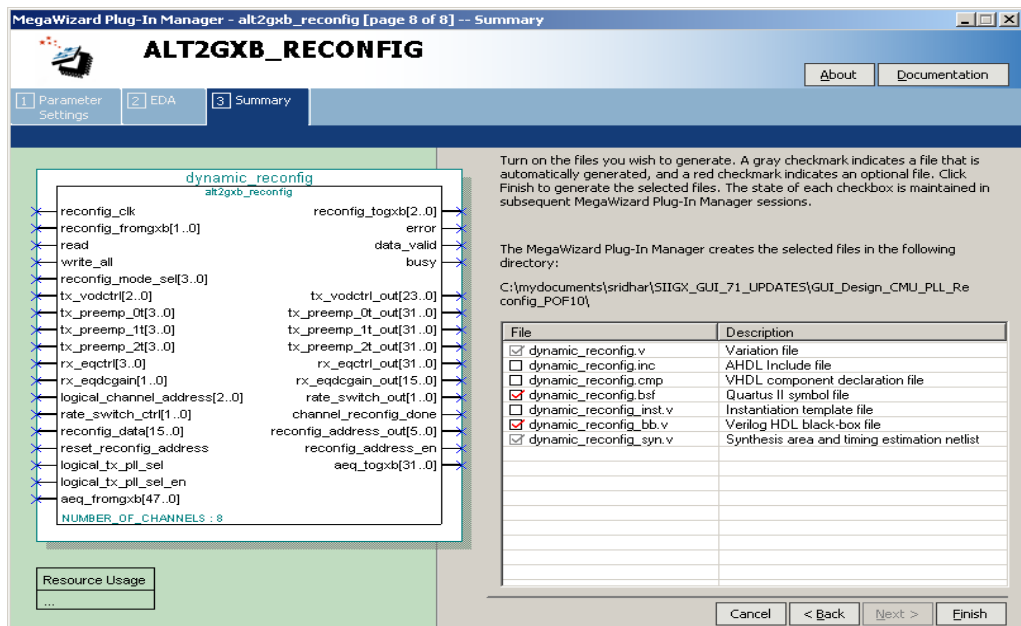 MegaWizard Plug-In Manager - alt2gxb_reconfig [page 8 of 8] -- Summary
ALT2GXB_RECONFIG
About
Documentation
1 Parameter Settings
2 EDA
3 Summary
dynamic_reconfig
alt2gxb_reconfig
reconfig_clk
reconfig_fromgxb[1..0]
read
write_all
reconfig_mode_sel[3..0]
tx_vodctrl[2..0]
tx_preemp_0t[3..0]
tx_preemp_1t[3..0]
tx_preemp_2t[3..0]
rx_eqctrl[3..0]
rx_eqdcgain[1..0]
logical_channel_address[2..0]
rate_switch_ctrl[1..0]
reconfig_data[15..0]
reset_reconfig_address
logical_tx_pll_sel
logical_tx_pll_sel_en
aeq_fromgxb[47..0]
reconfig_togxb[2..0]
error
data_valid
busy
tx_vodctrl_out[23..0]
tx_preemp_0t_out[31..0]
tx_preemp_1t_out[31..0]
tx_preemp_2t_out[31..0]
rx_eqctrl_out[31..0]
rx_eqdcgain_out[15..0]
rate_switch_out[1..0]
channel_reconfig_done
reconfig_address_out[5..0]
reconfig_address_en
aeq_togxb[31..0]
NUMBER_OF_CHANNELS : 8
Resource Usage
...
Turn on the files you wish to generate. A gray checkmark indicates a file that is
automatically generated, and a red checkmark indicates an optional file. Click
Finish to generate the selected files. The state of each checkbox is maintained in
subsequent MegaWizard Plug-In Manager sessions.
The MegaWizard Plug-In Manager creates the selected files in the following
directory:
C:\mydocuments\sridhar\SIIGX_GUI_71_UPDATES\GUI_Design_CMU_PLL_Re
config_POF10\
File Description
dynamic_reconfig.v Variation file
dynamic_reconfig.inc AHDL Include file
dynamic_reconfig.cmp VHDL component declaration file
dynamic_reconfig.bsf Quartus II symbol file
dynamic_reconfig_inst.v Instantiation template file
dynamic_reconfig_bb.v Verilog HDL black-box file
dynamic_reconfig_syn.v Synthesis area and timing estimation netlist
Cancel
< Back
Next >
Finish